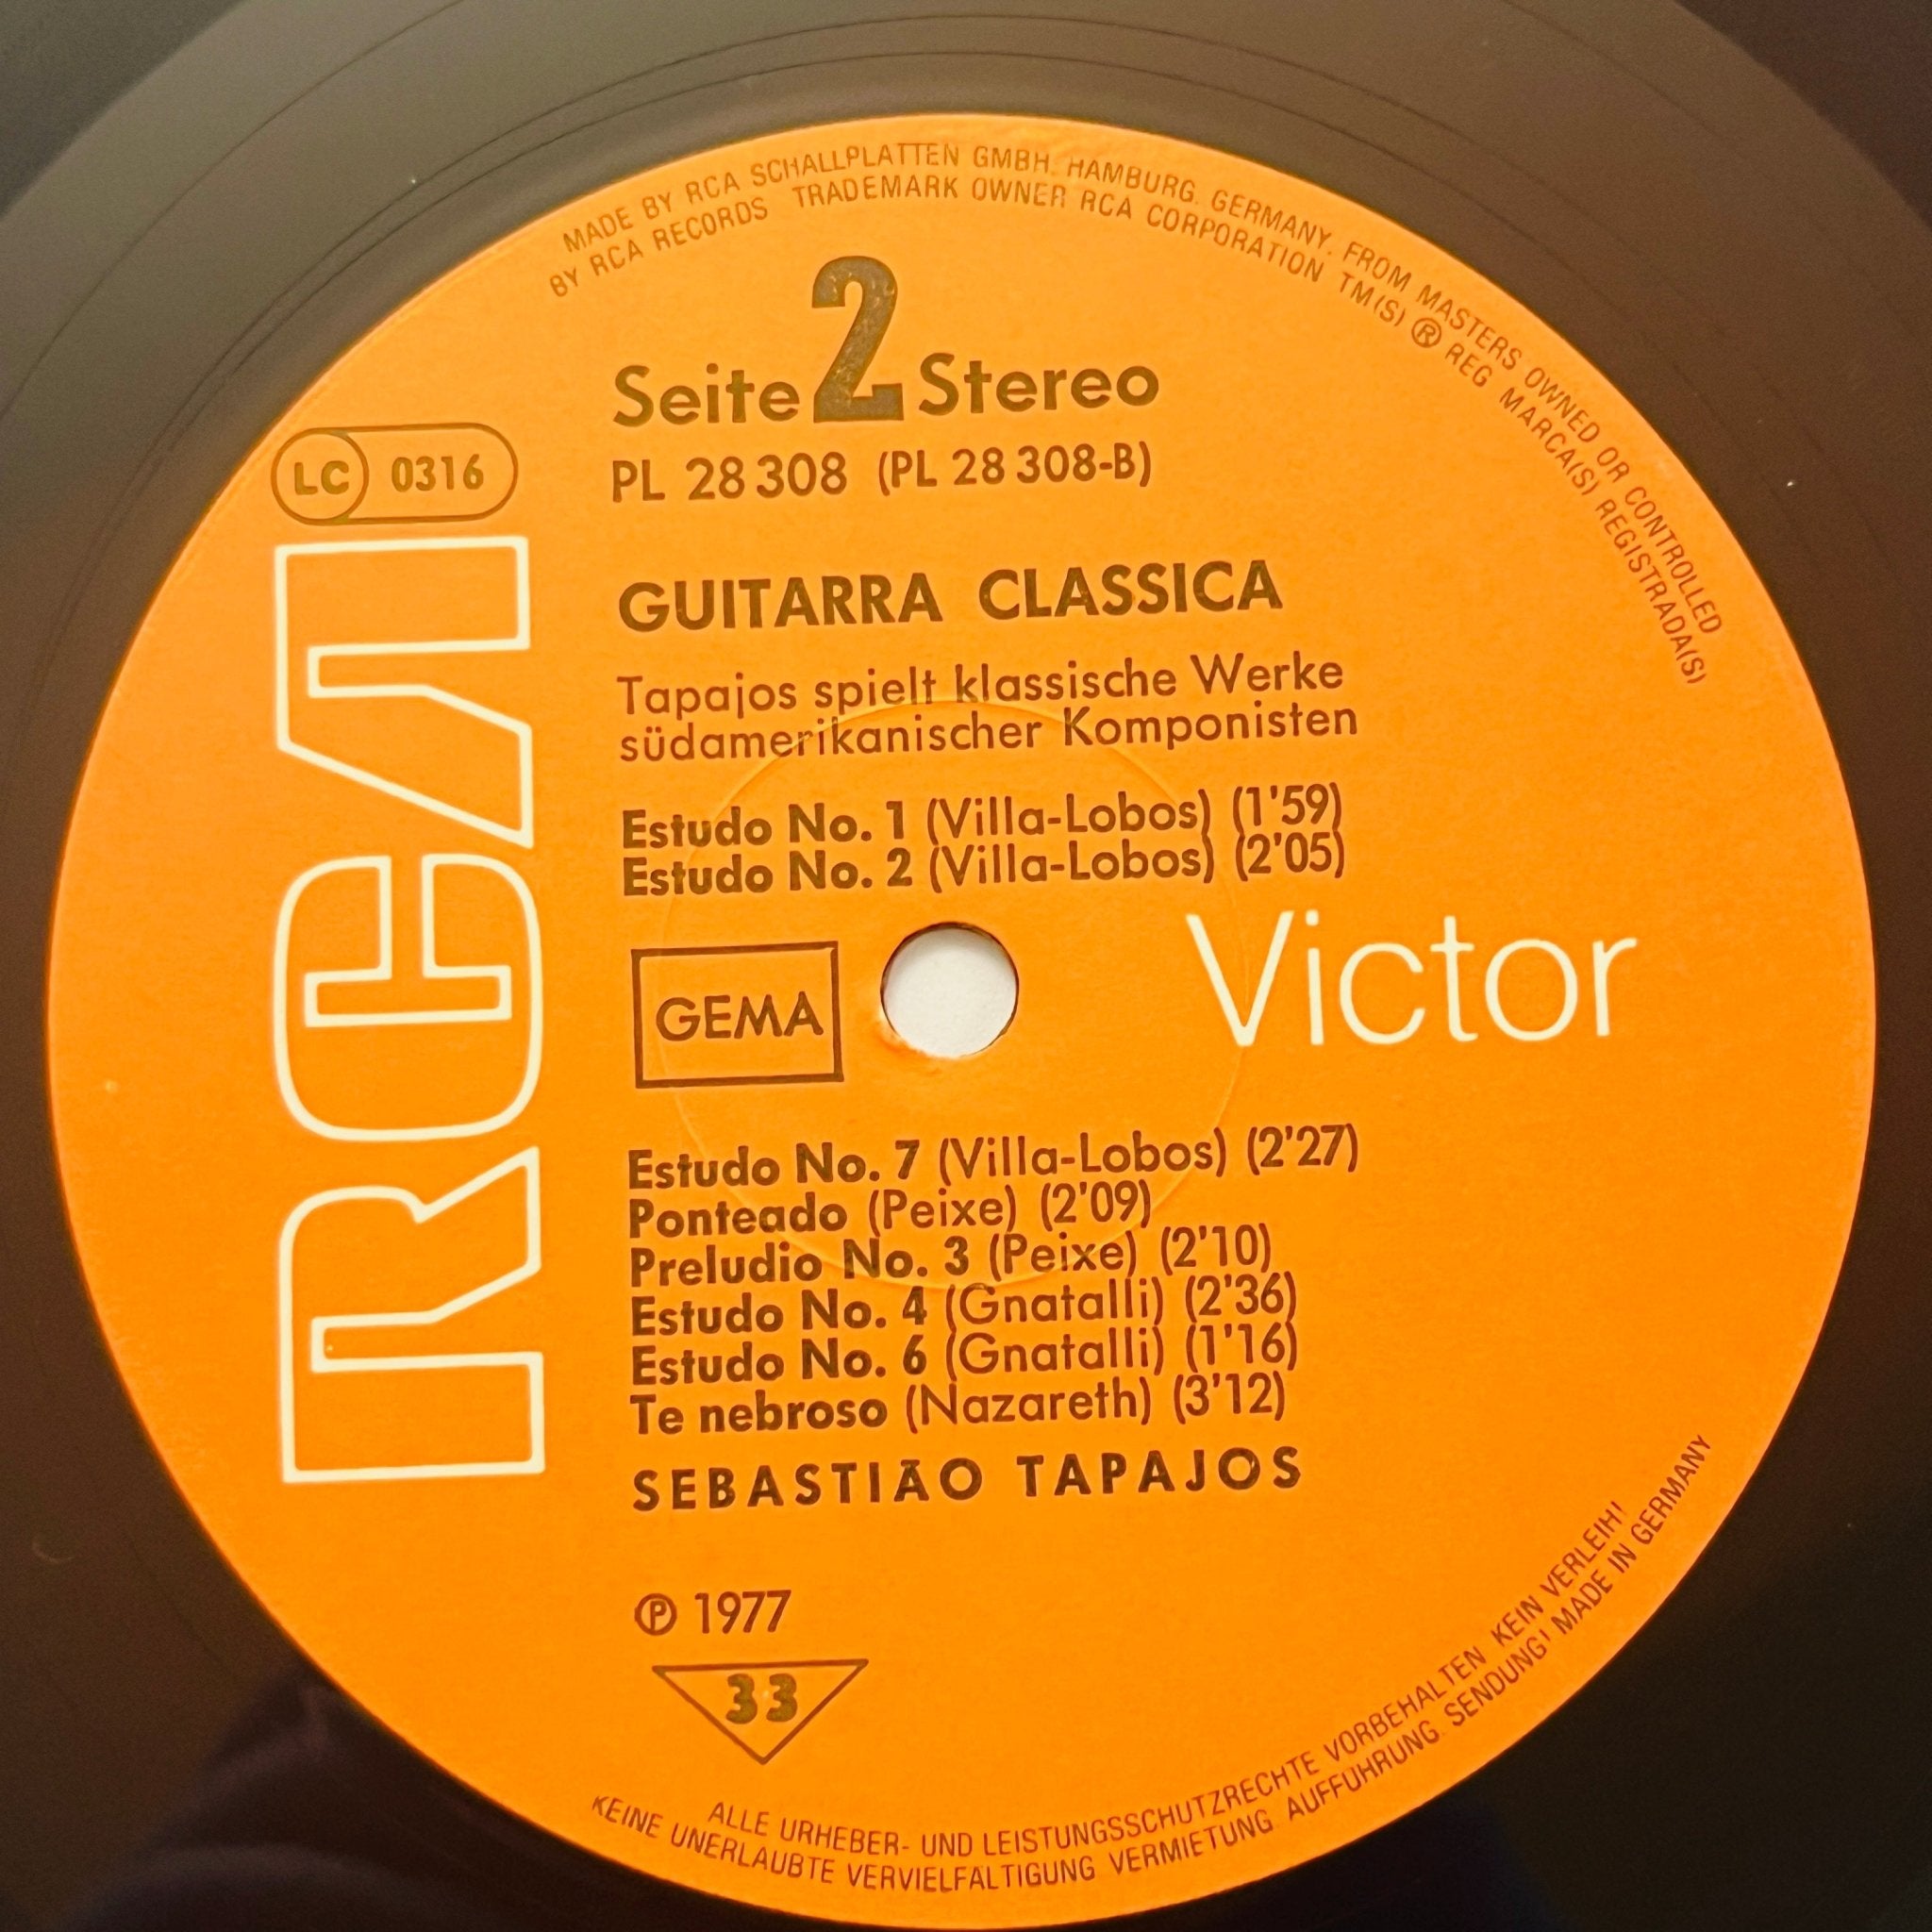 MADE BY RCA SCHALLPLATTEN GMBH. HAMBURG. GERMANY. FROM MASTERS OWNED OR CONTROLLED
BY RCA RECORDS TRADEMARK OWNER RCA CORPORATION TM(S) ® REG MARCA(S) REGISTRADA(S)
Seite 2 Stereo
LC 0316
PL 28 308 (PL 28 308-B)
RCA
GUITARRA CLASSICA
Tapajos spielt klassische Werke
südamerikanischer Komponisten
Estudo No. 1 (Villa-Lobos) (1'59)
Estudo No. 2 (Villa-Lobos) (2'05)
GEMA
Victor
Estudo No. 7 (Villa-Lobos) (2'27)
Ponteado (Peixe) (2'09)
Preludio No. 3 (Peixe) (2'10)
Estudo No. 4 (Gnatalli) (2'36)
Estudo No. 6 (Gnatalli) (1'16)
Te nebroso (Nazareth) (3'12)
SEBASTIÃO TAPAJOS
℗ 1977
33
ALLE URHEBER- UND LEISTUNGSSCHUTZRECHTE VORBEHALTEN KEIN VERLEIH!
KEINE UNERLAUBTE VERVIELFÄLTIGUNG VERMIETUNG AUFFUHRUNG. SENDUNG! MADE IN GERMANY